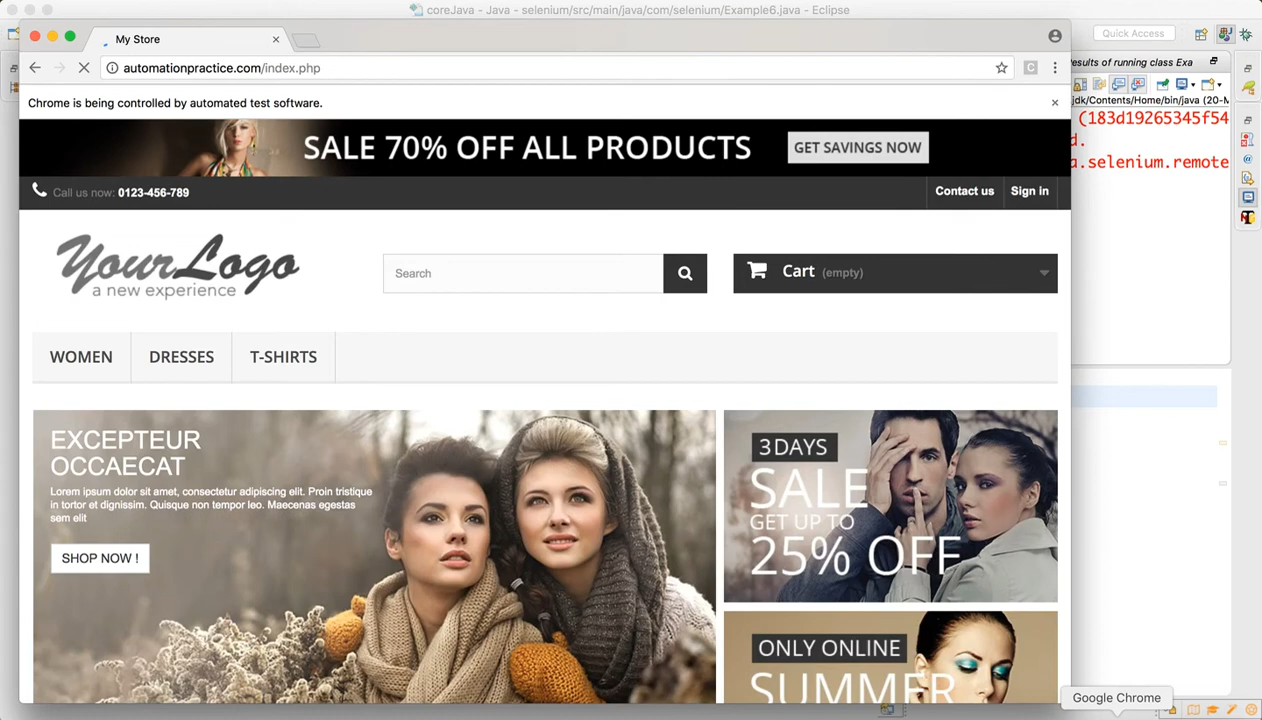 coreJava - Java - selenium/src/main/java/com/selenium/Example6.java - Eclipse
My Store
Quick Access
automationpractice.com/index.php
C
Results of running class Exa
Chrome is being controlled by automated test software.
jdk/Contents/Home/bin/java (20-M
(183d19265345f54
d.
a.selenium.remote
SALE 70% OFF ALL PRODUCTS
GET SAVINGS NOW
Call us now: 0123-456-789
Contact us
Sign in
YourLogo
a new experience
Search
Cart (empty)
WOMEN
DRESSES
T-SHIRTS
EXCEPTEUR
OCCAECAT
Lorem ipsum dolor sit amet, consectetur adipiscing elit. Proin tristique
in tortor et dignissim. Quisque non tempor leo. Maecenas egestas
sem elit
SHOP NOW !
3 DAYS
SALE
GET UP TO
25% OFF
ONLY ONLINE
SUMMER
Google Chrome